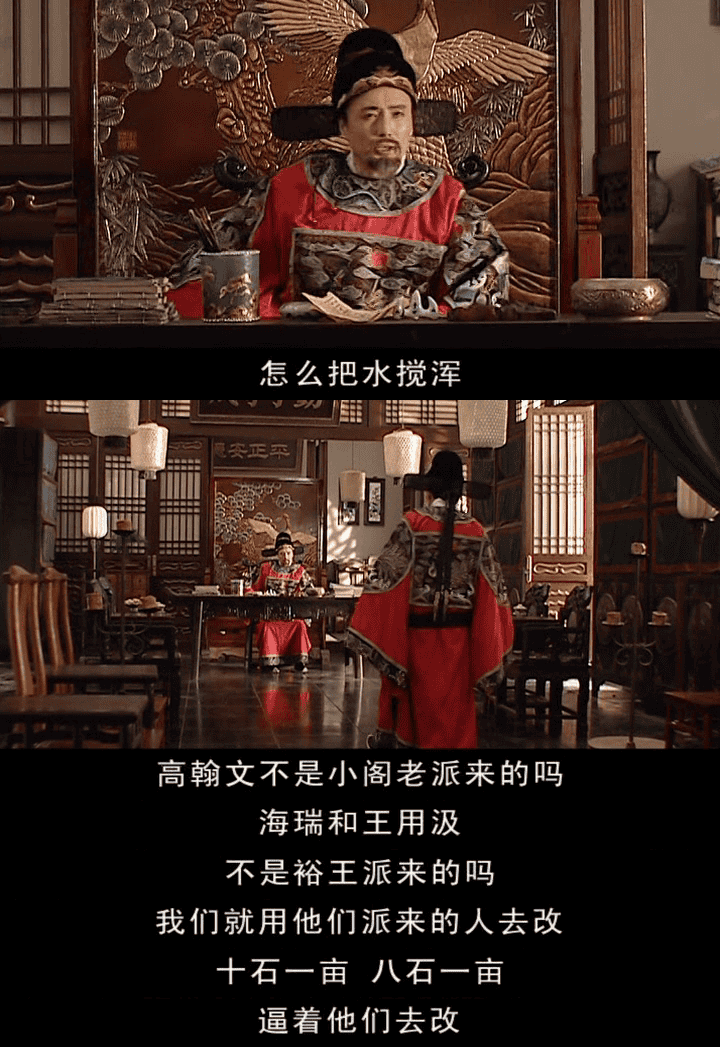 怎么把水搅浑
高翰文不是小阁老派来的吗
海瑞和王用汲
不是裕王派来的吗
我们就用他们派来的人去改
十石一亩 八石一亩
逼着他们去改